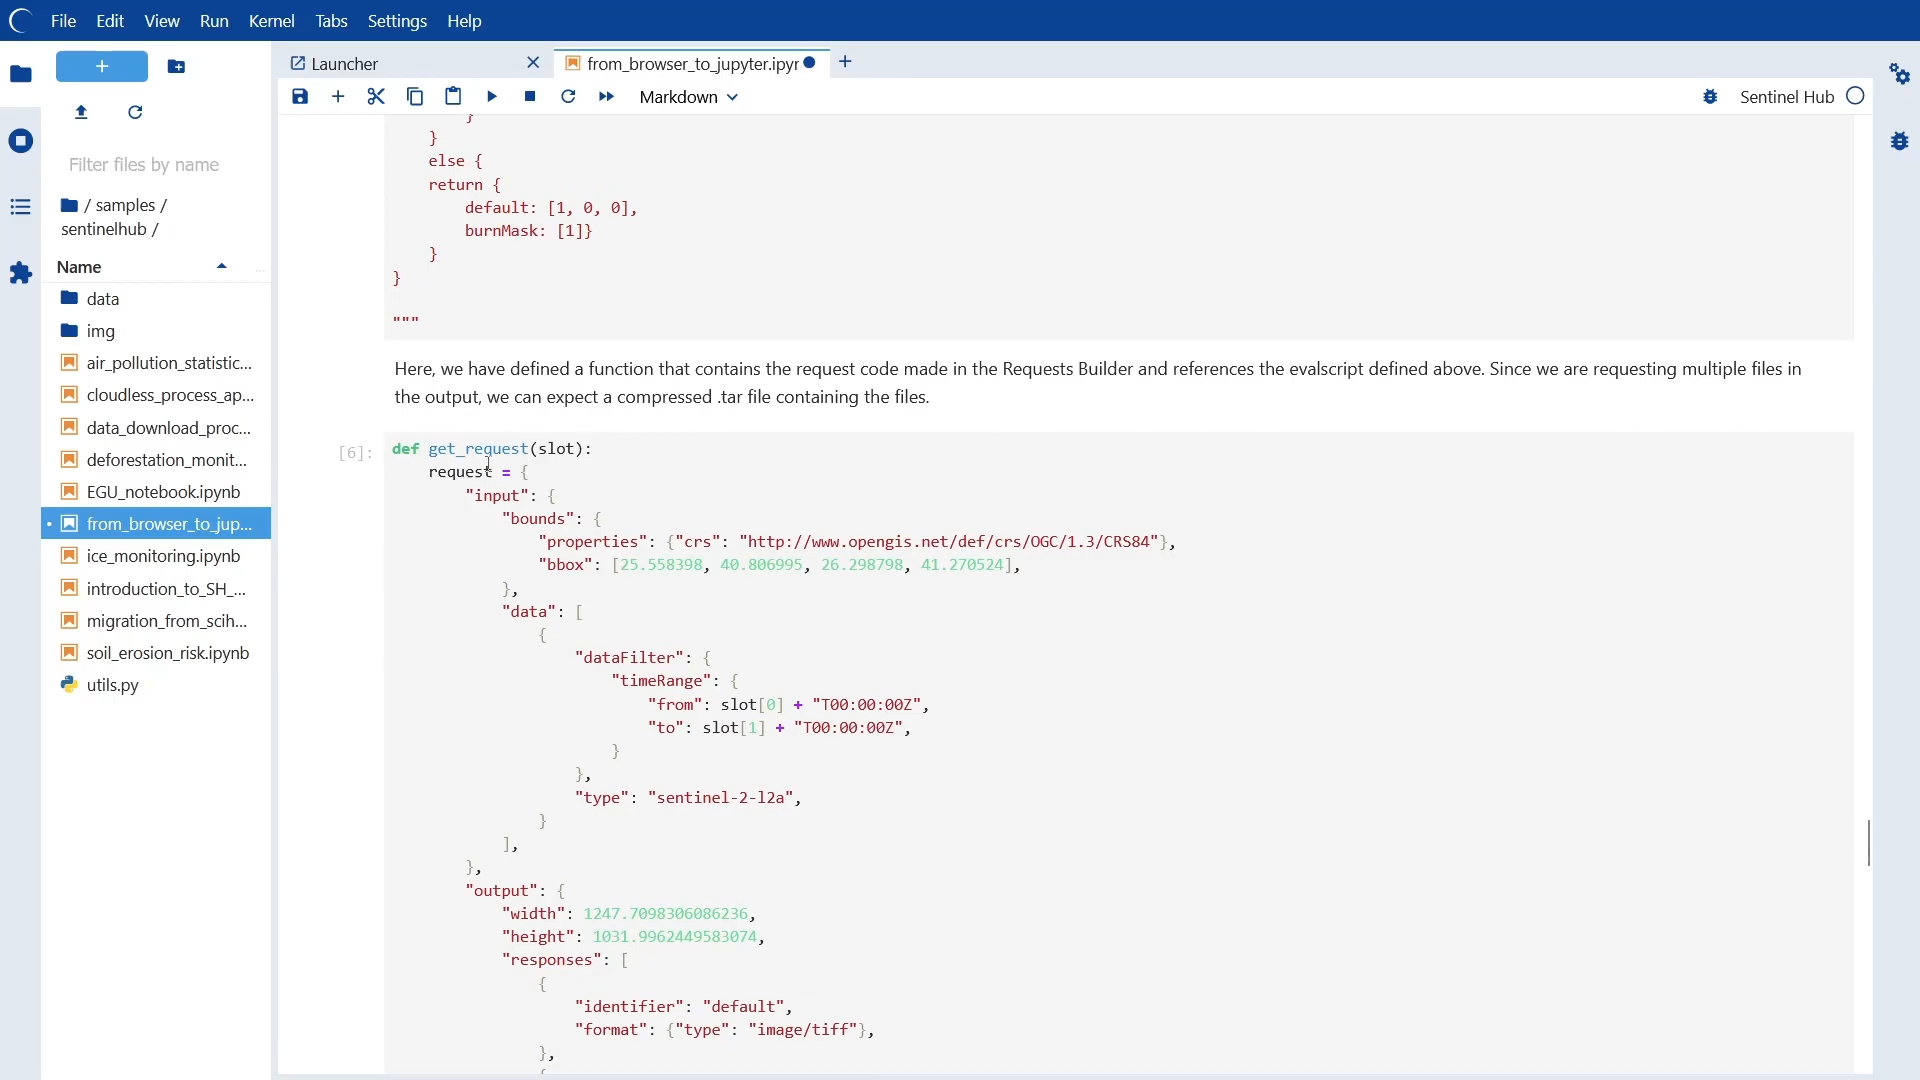 File Edit View Run Kernel Tabs Settings Help
Launcher
from_browser_to_jupyter.ipyr
Markdown
Sentinel Hub
Filter files by name
/ samples /
sentinelhub /
Name
data
img
air_pollution_statistic...
cloudless_process_ap...
data_download_proc...
deforestation_monit...
EGU_notebook.ipynb
from_browser_to_jup...
ice_monitoring.ipynb
introduction_to_SH_...
migration_from_scih...
soil_erosion_risk.ipynb
utils.py
}
}
else {
return {
default: [1, 0, 0],
burnMask: [1]}
}
}
"""
Here, we have defined a function that contains the request code made in the Requests Builder and references the evalscript defined above. Since we are requesting multiple files in
the output, we can expect a compressed .tar file containing the files.
[6]:
def get_request(slot):
request = {
"input": {
"bounds": {
"properties": {"crs": "http://www.opengis.net/def/crs/OGC/1.3/CRS84"},
"bbox": [25.558398, 40.806995, 26.298798, 41.270524],
},
"data": [
{
"dataFilter": {
"timeRange": {
"from": slot[0] + "T00:00:00Z",
"to": slot[1] + "T00:00:00Z",
}
},
"type": "sentinel-2-l2a",
}
],
},
"output": {
"width": 1247.7098306086236,
"height": 1031.9962449583074,
"responses": [
{
"identifier": "default",
"format": {"type": "image/tiff"},
},
{